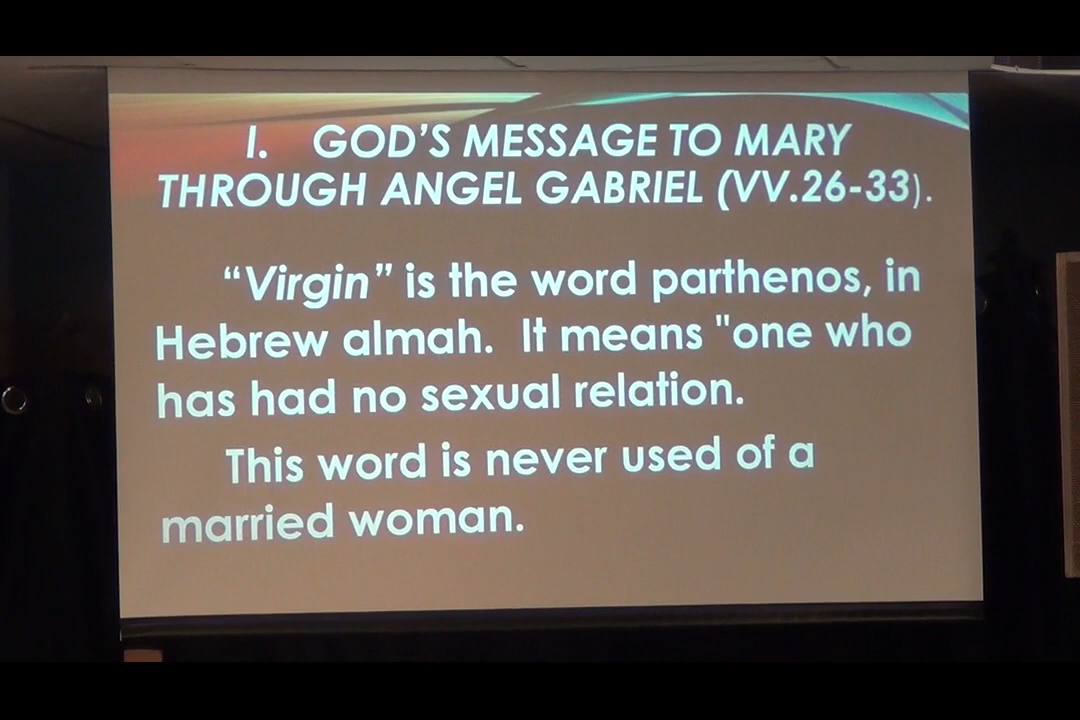 I. GOD'S MESSAGE TO MARY
THROUGH ANGEL GABRIEL (VV.26-33).
“Virgin” is the word parthenos, in
Hebrew almah. It means "one who
has had no sexual relation.
This word is never used of a
married woman.